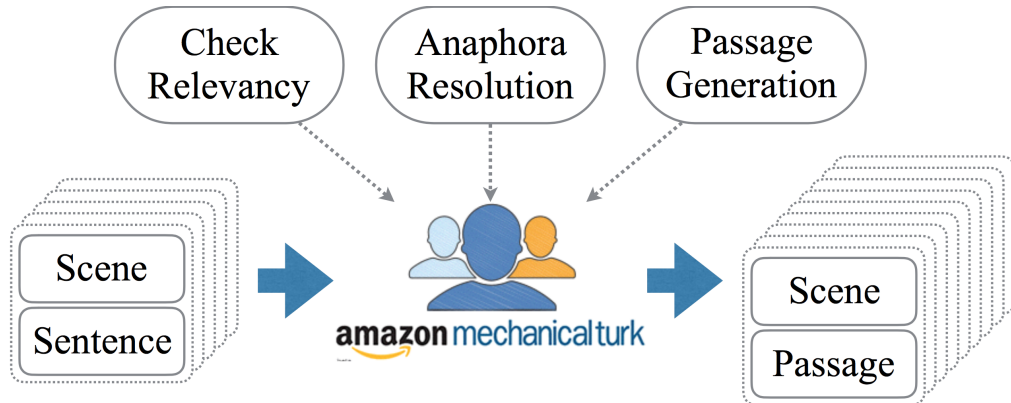 Check
Relevancy
Anaphora
Resolution
Passage
Generation
Scene
Sentence
amazon mechanical turk
Scene
Passage